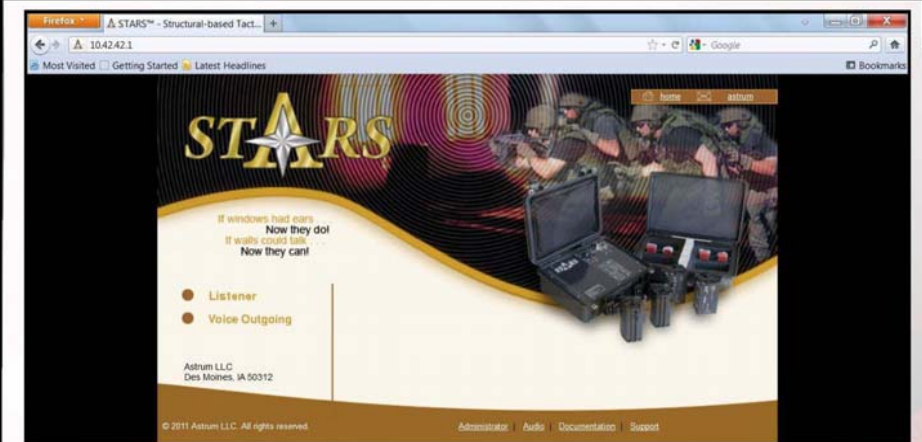 Firefox
STARS™ - Structural-based Tact...
10.42.42.1
Google
Most Visited
Getting Started
Latest Headlines
Bookmarks
home
astrum
STARS
If windows had ears . . .
Now they do!
If walls could talk . . .
Now they can!
Listener
Voice Outgoing
Astrum LLC
Des Moines, IA 50312
© 2011 Astrum LLC. All rights reserved.
Administrator | Audio | Documentation | Support